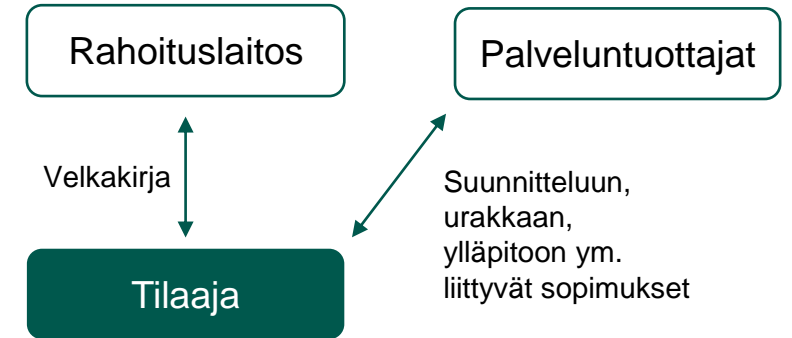 Rahoituslaitos
Palveluntuottajat
Velkakirja
Suunnitteluun,
urakkaan,
ylläpitoon ym.
liittyvät sopimukset
Tilaaja